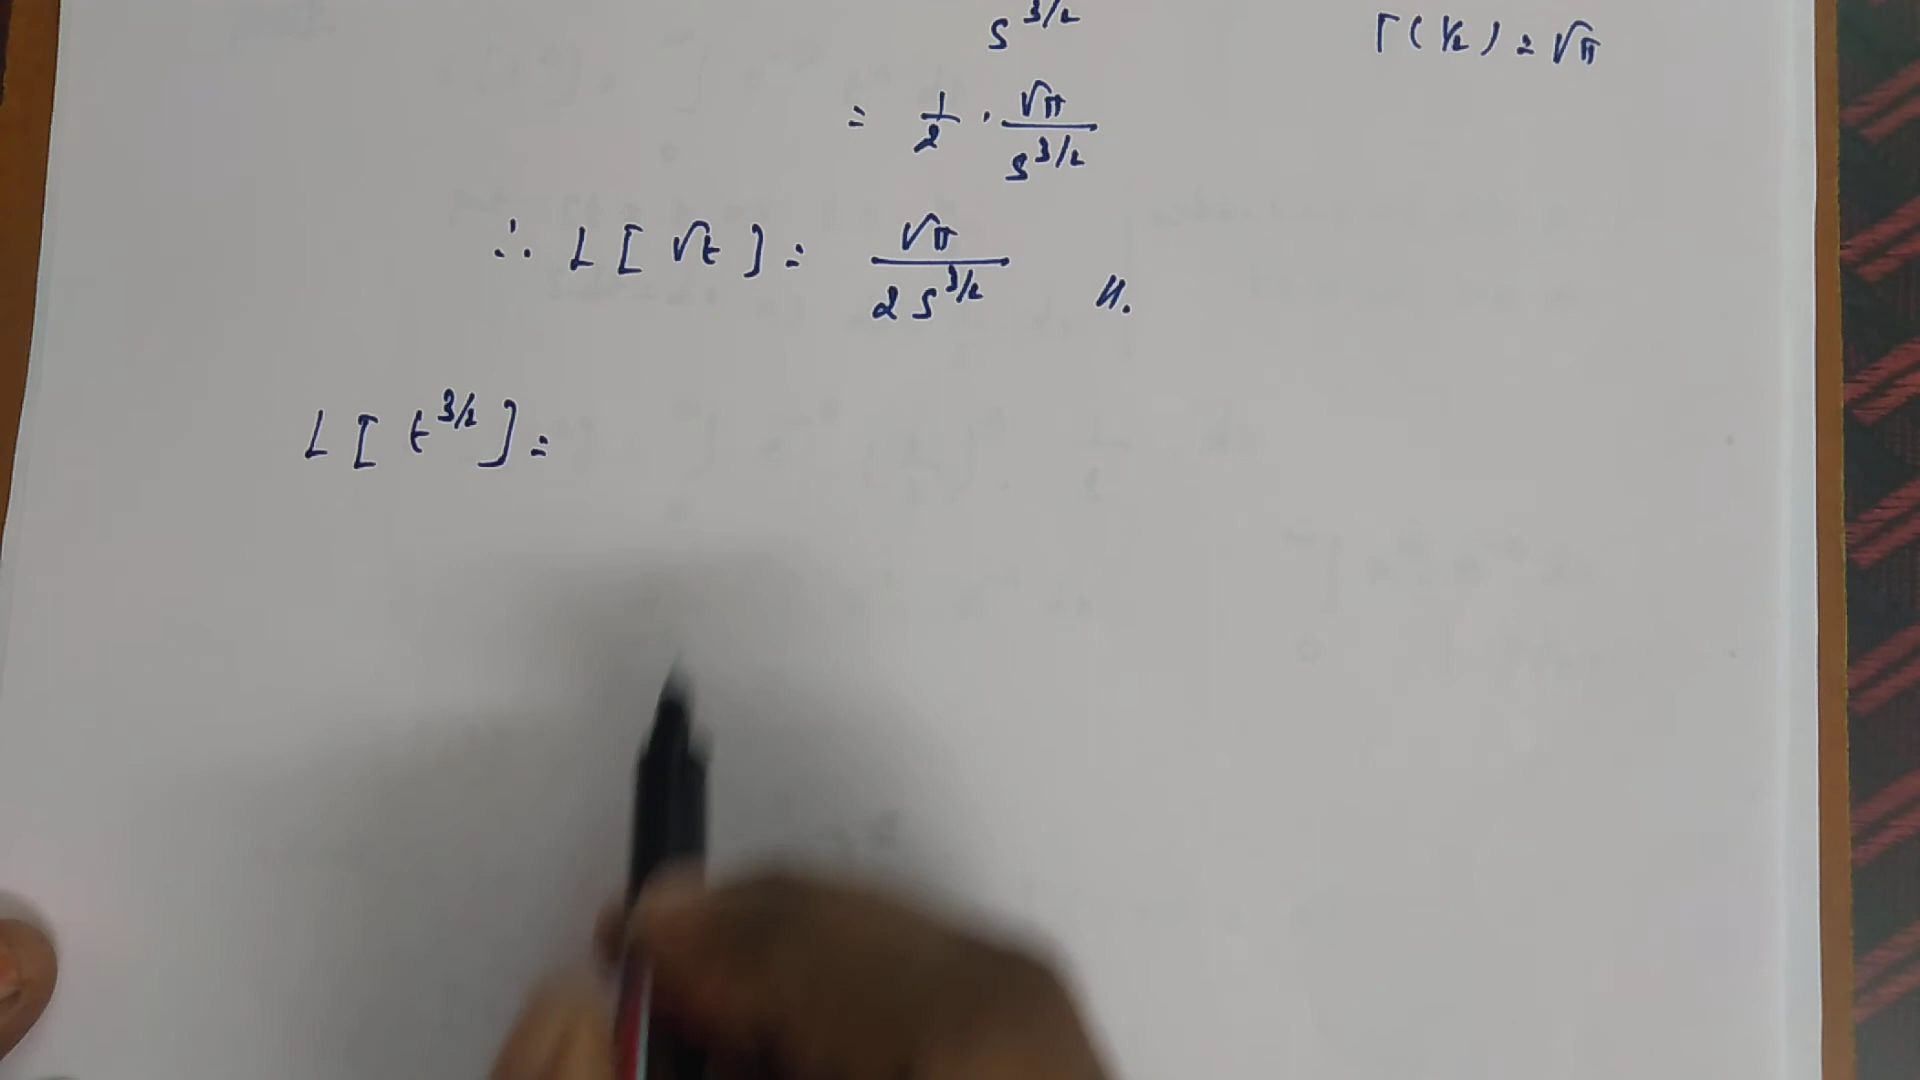 s^{3/2} Γ(1/2) = √π
= 1/2 · √π / s^{3/2}
∴ L[√t] = √π / 2s^{3/2} //.
L[t^{3/2}] =